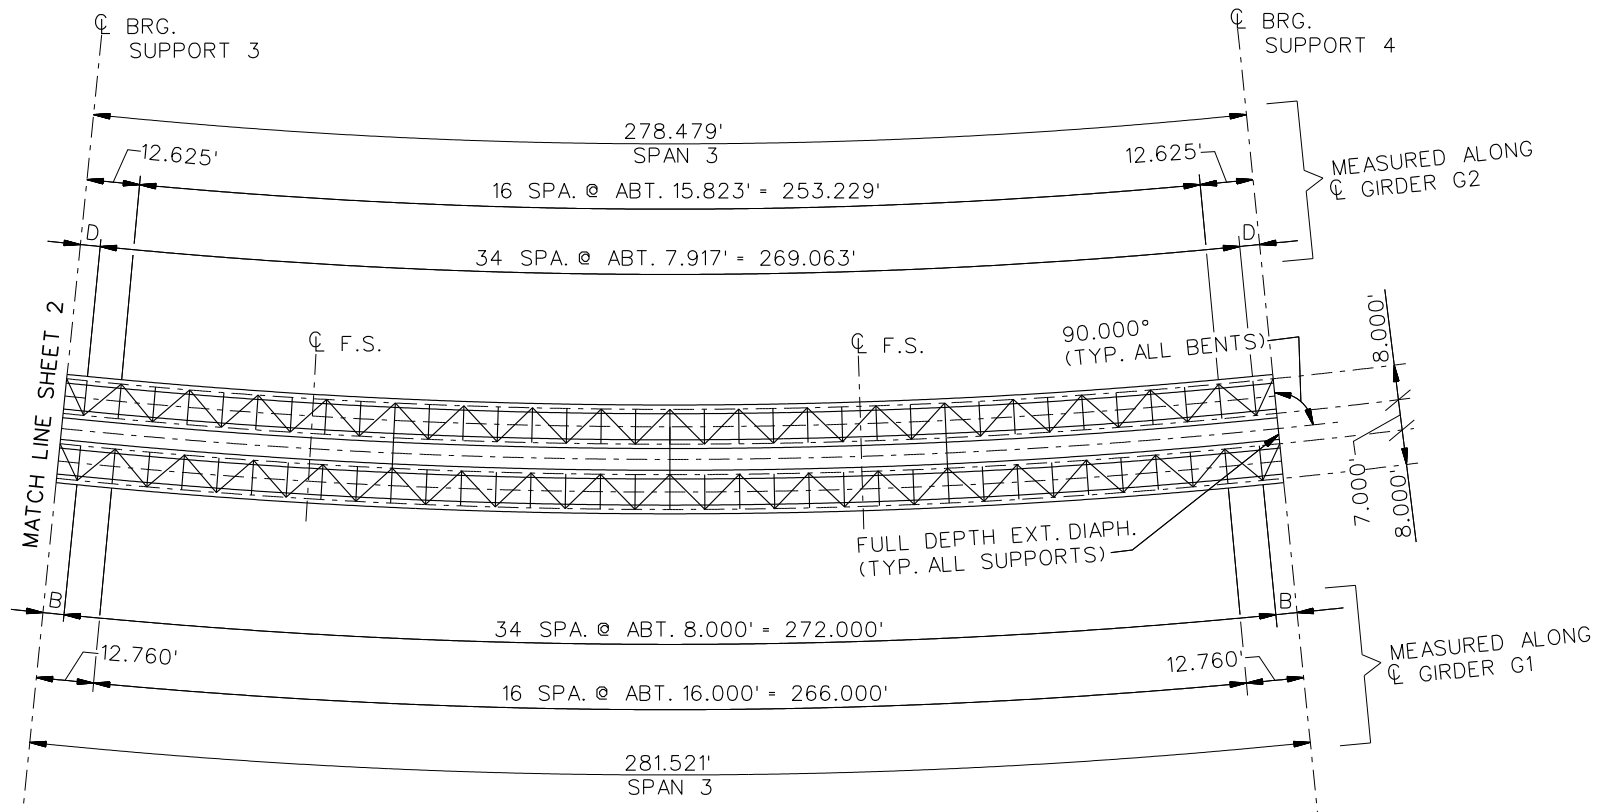 ℄ BRG.
SUPPORT 3
℄ BRG.
SUPPORT 4
278.479'
SPAN 3
12.625'
12.625'
16 SPA. @ ABT. 15.823' = 253.229'
MEASURED ALONG
℄ GIRDER G2
D
D
34 SPA. @ ABT. 7.917' = 269.063'
MATCH LINE SHEET 2
℄ F.S.
℄ F.S.
90.000°
(TYP. ALL BENTS)
8.000'
7.000'
8.000'
FULL DEPTH EXT. DIAPH.
(TYP. ALL SUPPORTS)
B
B
34 SPA. @ ABT. 8.000' = 272.000'
12.760'
12.760'
16 SPA. @ ABT. 16.000' = 266.000'
MEASURED ALONG
℄ GIRDER G1
281.521'
SPAN 3